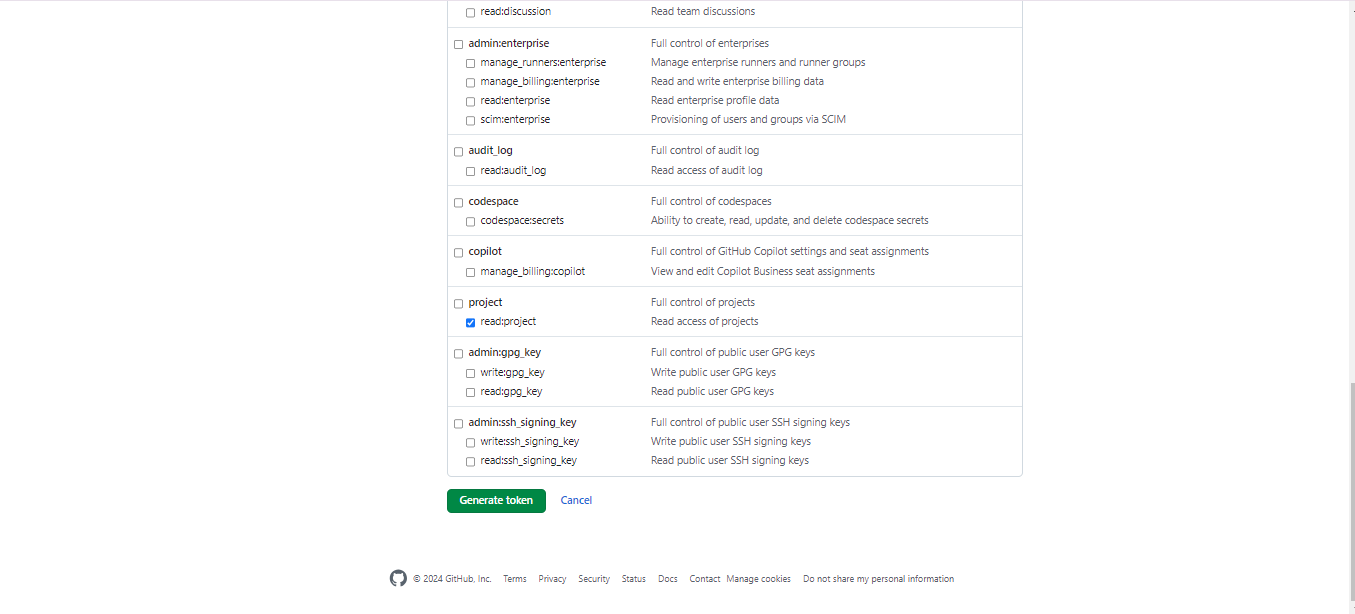 read:discussion Read team discussions
admin:enterprise Full control of enterprises
manage_runners:enterprise Manage enterprise runners and runner groups
manage_billing:enterprise Read and write enterprise billing data
read:enterprise Read enterprise profile data
scim:enterprise Provisioning of users and groups via SCIM
audit_log Full control of audit log
read:audit_log Read access of audit log
codespace Full control of codespaces
codespace:secrets Ability to create, read, update, and delete codespace secrets
copilot Full control of GitHub Copilot settings and seat assignments
manage_billing:copilot View and edit Copilot Business seat assignments
project Full control of projects
read:project Read access of projects
admin:gpg_key Full control of public user GPG keys
write:gpg_key Write public user GPG keys
read:gpg_key Read public user GPG keys
admin:ssh_signing_key Full control of public user SSH signing keys
write:ssh_signing_key Write public user SSH signing keys
read:ssh_signing_key Read public user SSH signing keys
Generate token Cancel
© 2024 GitHub, Inc. Terms Privacy Security Status Docs Contact Manage cookies Do not share my personal information